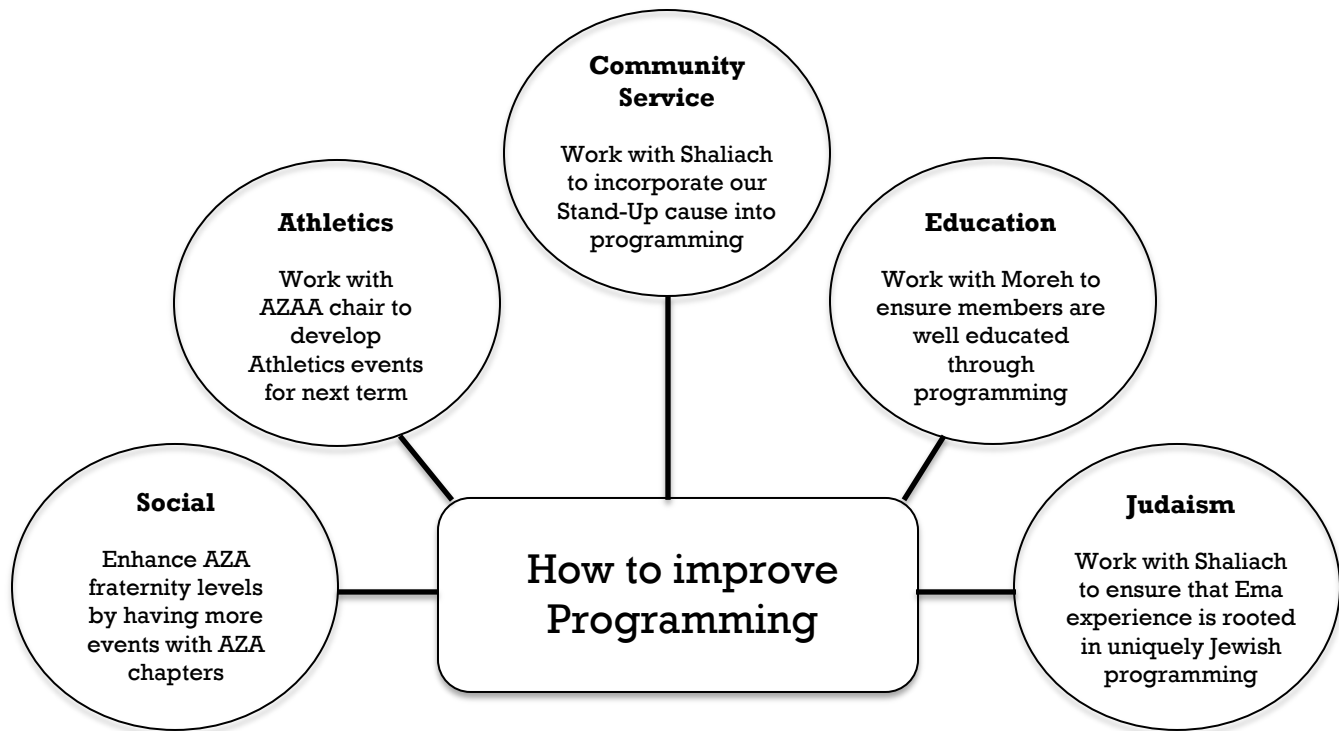 Community
Service
Work with Shaliach
to incorporate our
Stand-Up cause into
programming
Athletics
Work with
AZAA chair to
develop
Athletics events
for next term
Education
Work with Moreh to
ensure members are
well educated
through
programming
Social
Enhance AZA
fraternity levels
by having more
events with AZA
chapters
How to improve
Programming
Judaism
Work with Shaliach
to ensure that Ema
experience is rooted
in uniquely Jewish
programming